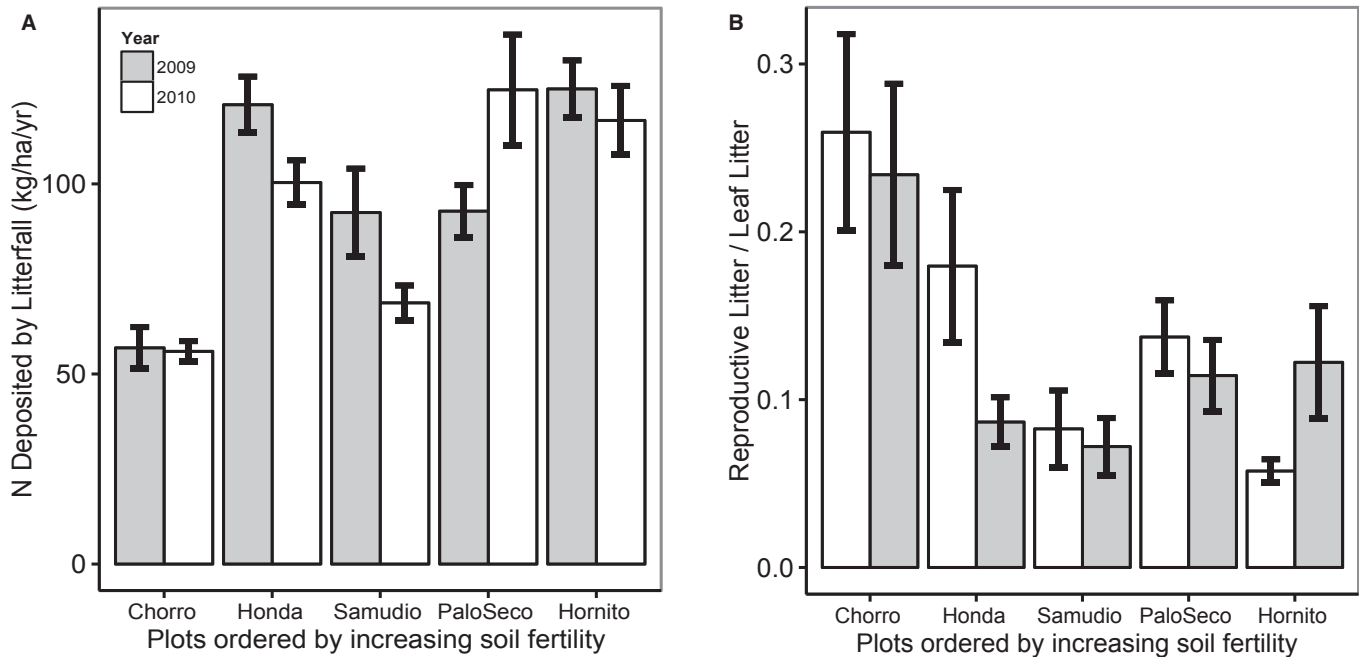 A
Year
2009
2010
N Deposited by Litterfall (kg/ha/yr)
100
50
0
Chorro Honda Samudio PaloSeco Hornito
Plots ordered by increasing soil fertility
B
Reproductive Litter / Leaf Litter
0.3
0.2
0.1
0.0
Chorro Honda Samudio PaloSeco Hornito
Plots ordered by increasing soil fertility